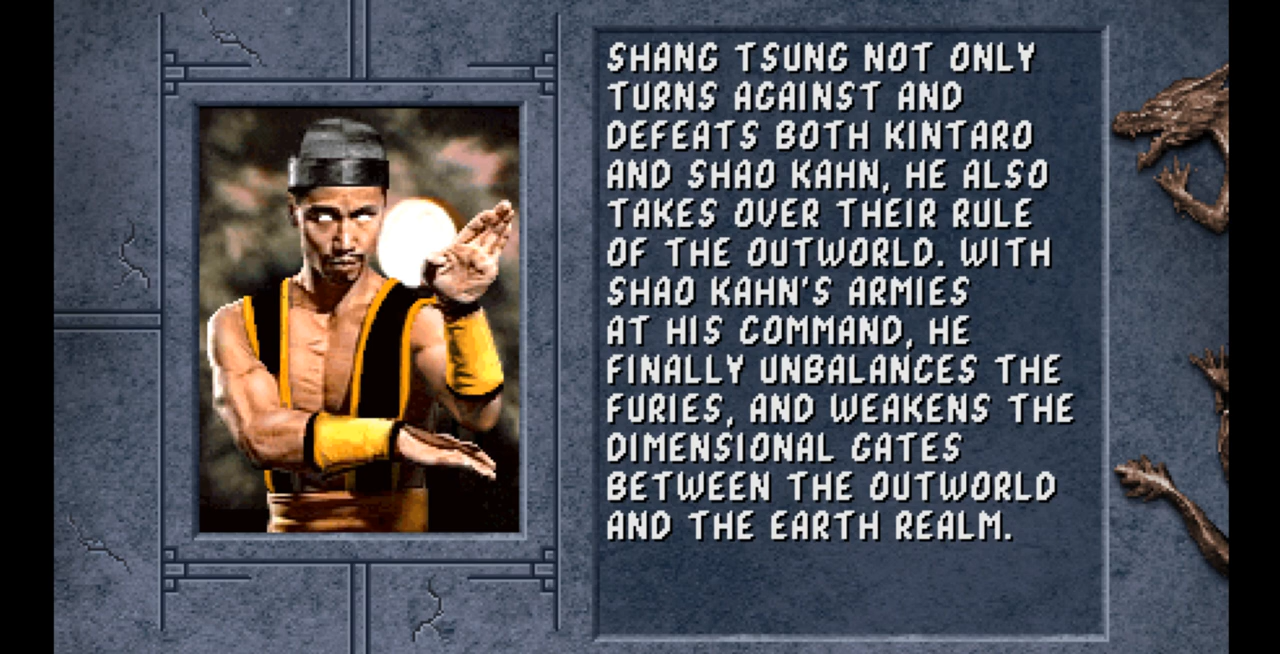 SHANG TSUNG NOT ONLY
TURNS AGAINST AND
DEFEATS BOTH KINTARO
AND SHAO KAHN, HE ALSO
TAKES OVER THEIR RULE
OF THE OUTWORLD. WITH
SHAO KAHN'S ARMIES
AT HIS COMMAND, HE
FINALLY UNBALANCES THE
FURIES, AND WEAKENS THE
DIMENSIONAL GATES
BETWEEN THE OUTWORLD
AND THE EARTH REALM.